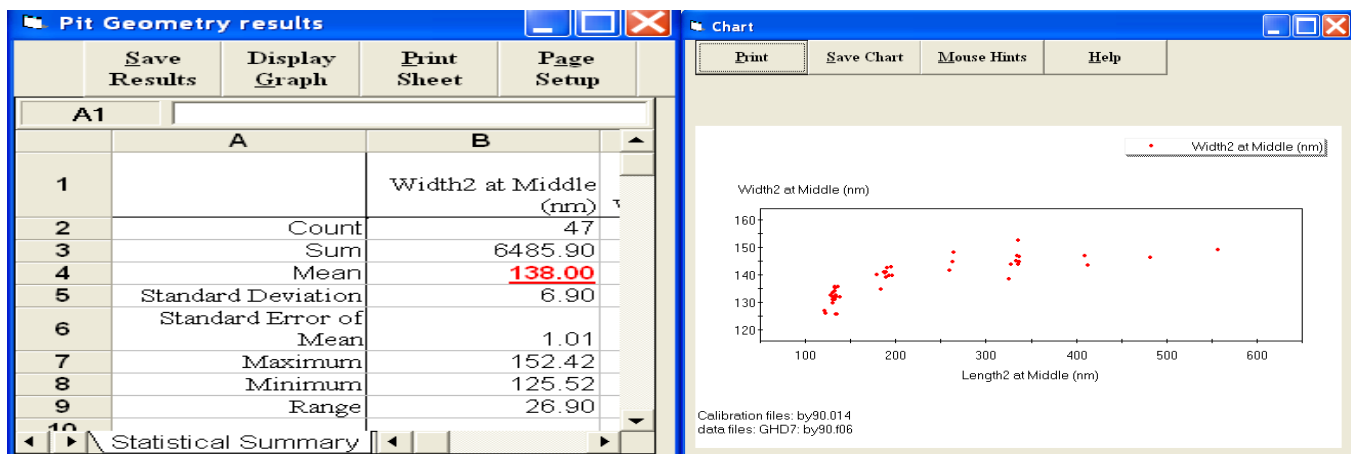 Pit Geometry results
Save Results Display Graph Print Sheet Page Setup
A1
A B
1 Width2 at Middle (nm)
2 Count 47
3 Sum 6485.90
4 Mean 138.00
5 Standard Deviation 6.90
6 Standard Error of Mean 1.01
7 Maximum 152.42
8 Minimum 125.52
9 Range 26.90
10
Statistical Summary
Chart
Print Save Chart Mouse Hints Help
Width2 at Middle (nm)
Width2 at Middle (nm)
160
150
140
130
120
100 200 300 400 500 600
Length2 at Middle (nm)
Calibration files: by90.014
data files: GHD7: by90.f06